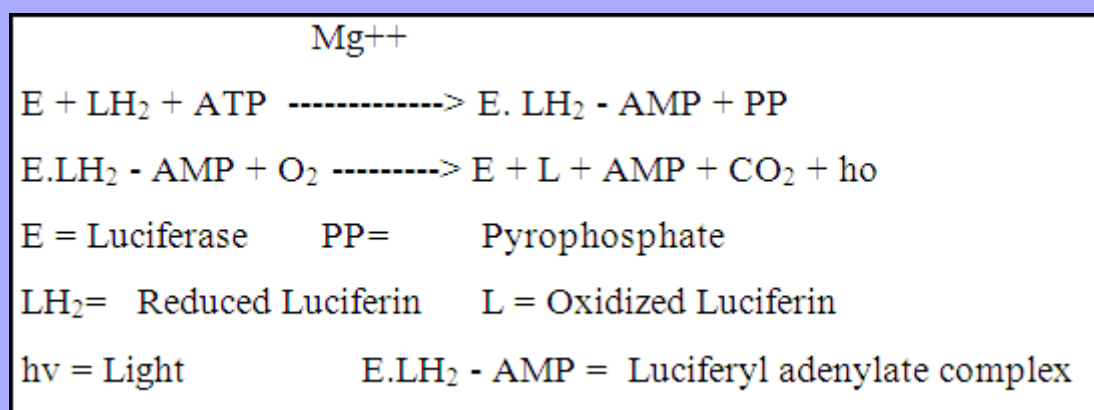 Mg++
E + LH₂ + ATP -------------> E. LH₂ - AMP + PP
E.LH₂ - AMP + O₂ ---------> E + L + AMP + CO₂ + ho
E = Luciferase PP= Pyrophosphate
LH₂= Reduced Luciferin L = Oxidized Luciferin
hv = Light E.LH₂ - AMP = Luciferyl adenylate complex